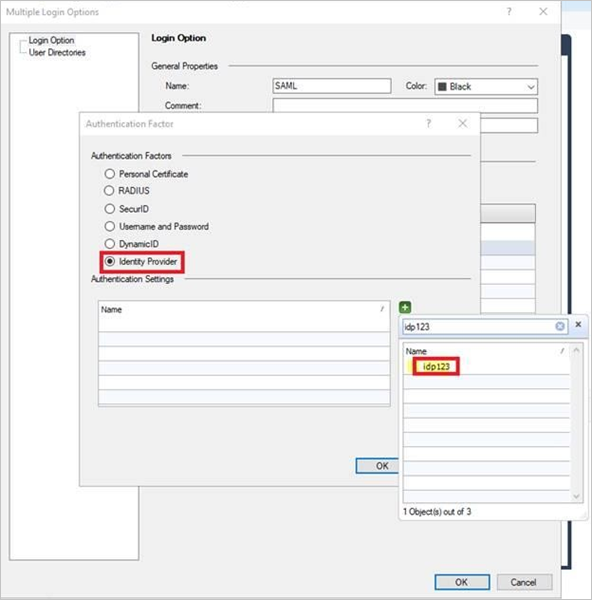 Multiple Login Options ?
Login Option
User Directories
Login Option
General Properties
Name: SAML Color: Black
Comment:
Authentication Factor ?
Authentication Factors
Personal Certificate
RADIUS
SecurID
Username and Password
DynamicID
Identity Provider
Authentication Settings
Name /
idp123
Name /
idp123
1 Object(s) out of 3
OK
OK Cancel